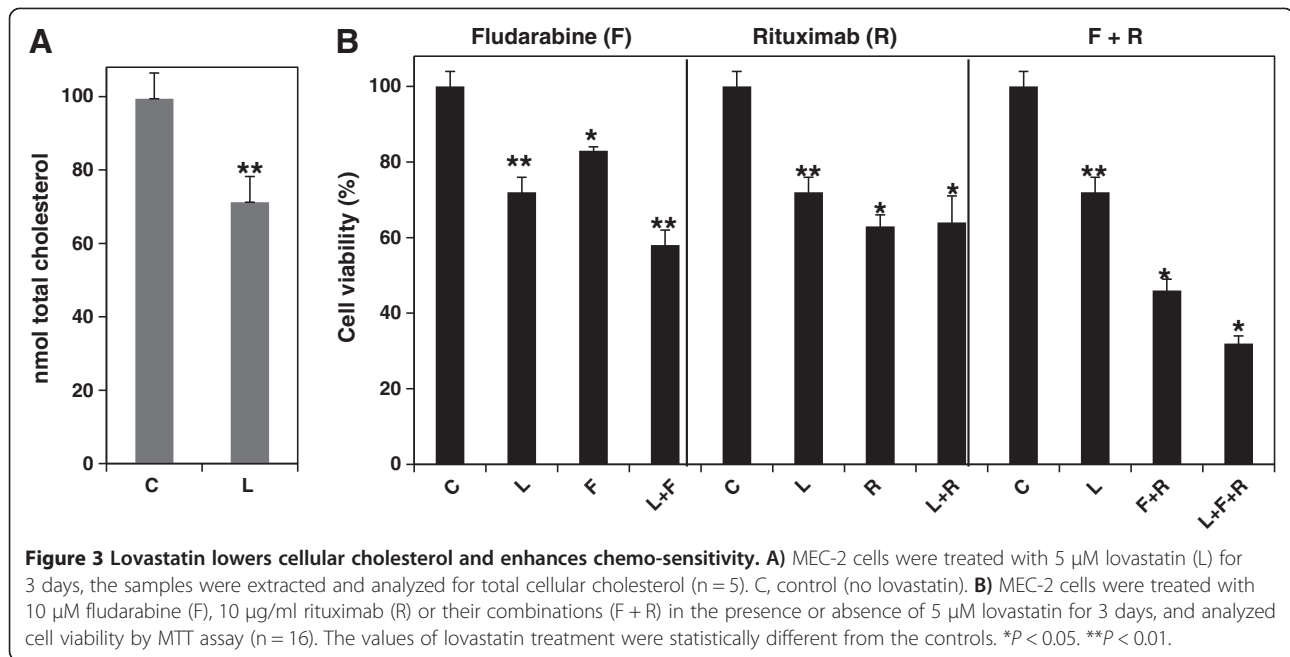 A
nmol total cholesterol
100
80
60
40
20
0
**
C L
B
Fludarabine (F) Rituximab (R) F + R
Cell viability (%)
100
80
60
40
20
0
** * ** ** * * ** * *
C L F L+F C L R L+R C L F+R L+F+R
Figure 3 Lovastatin lowers cellular cholesterol and enhances chemo-sensitivity. A) MEC-2 cells were treated with 5 μM lovastatin (L) for
3 days, the samples were extracted and analyzed for total cellular cholesterol (n = 5). C, control (no lovastatin). B) MEC-2 cells were treated with
10 μM fludarabine (F), 10 μg/ml rituximab (R) or their combinations (F + R) in the presence or absence of 5 μM lovastatin for 3 days, and analyzed
cell viability by MTT assay (n = 16). The values of lovastatin treatment were statistically different from the controls. *P < 0.05. **P < 0.01.